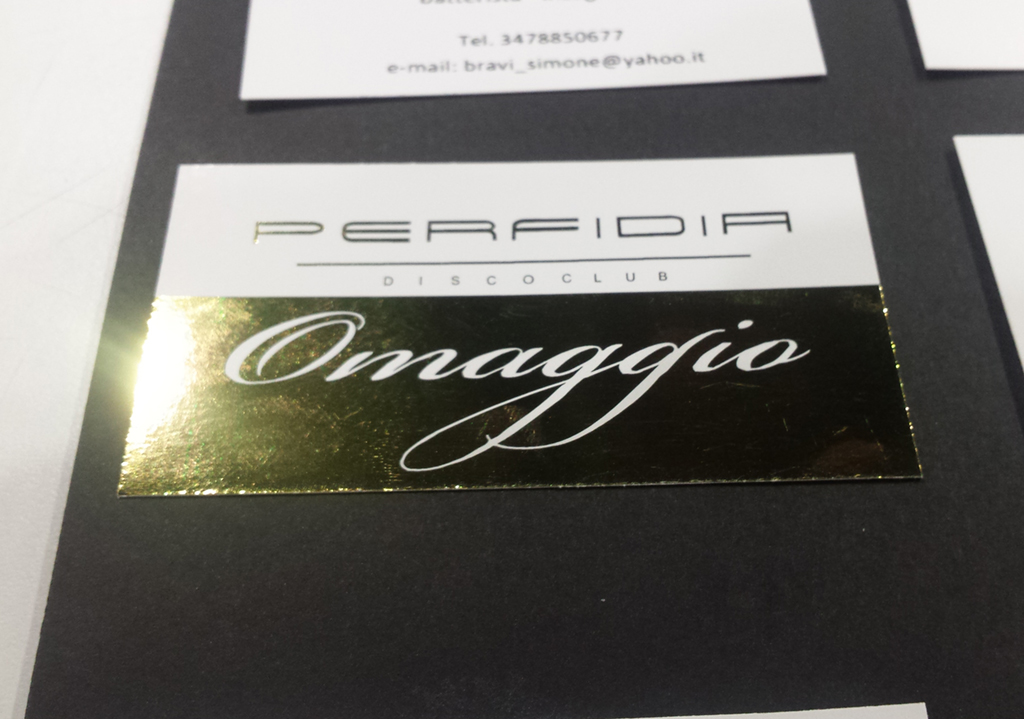 Tel. 3478850677
e-mail: bravi_simone@yahoo.it
PERFIDIA
DISCOCLUB
Omaggio